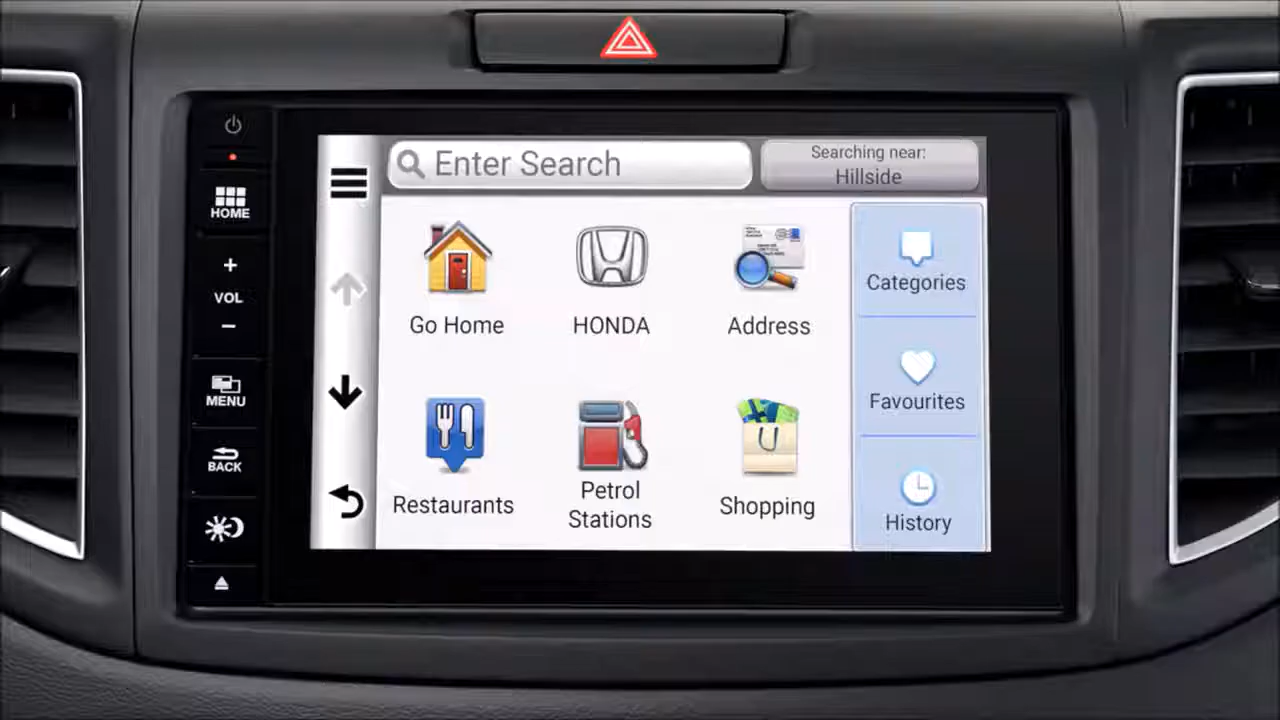 Enter Search
Searching near:
Hillside
HOME
+
VOL
−
MENU
BACK
Go Home
HONDA
Address
Categories
Favourites
Restaurants
Petrol
Stations
Shopping
History